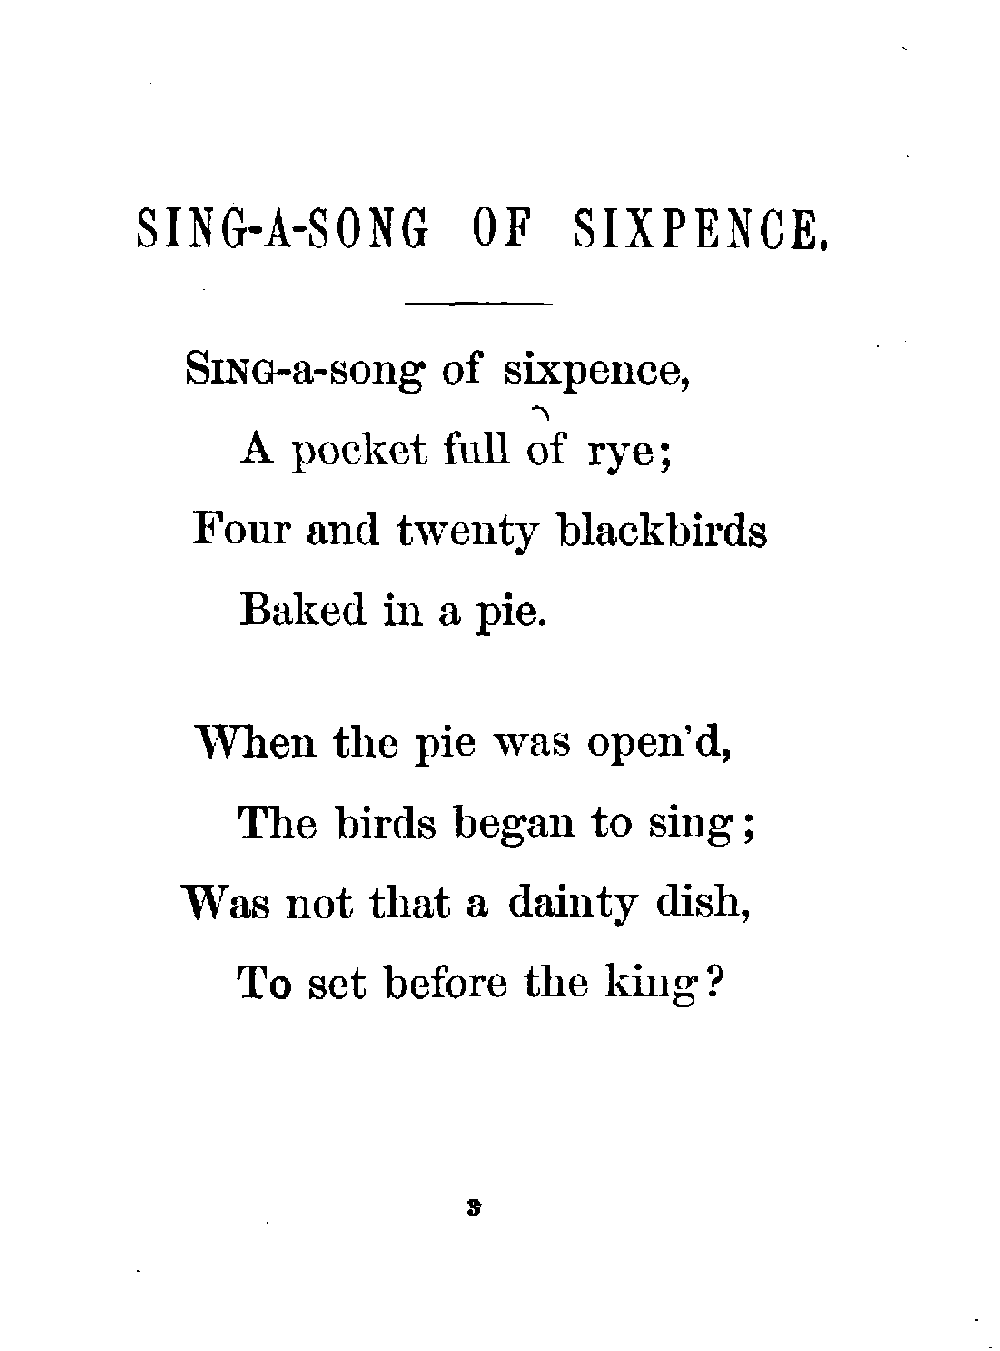 SING-A-SONG OF SIXPENCE.
SING-a-song of sixpence,
A pocket full of rye;
Four and twenty blackbirds
Baked in a pie.
When the pie was open'd,
The birds began to sing;
Was not that a dainty dish,
To set before the king?
3